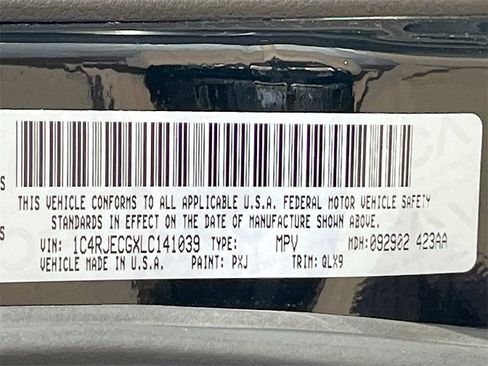 THIS VEHICLE CONFORMS TO ALL APPLICABLE U.S.A. FEDERAL MOTOR VEHICLE SAFETY
STANDARDS IN EFFECT ON THE DATE OF MANUFACTURE SHOWN ABOVE.
VIN: 1C4RJECGXLC141039 TYPE: MPV MDH:092902 423AA
VEHICLE MADE IN U.S.A. PAINT: PXJ TRIM: QLX9